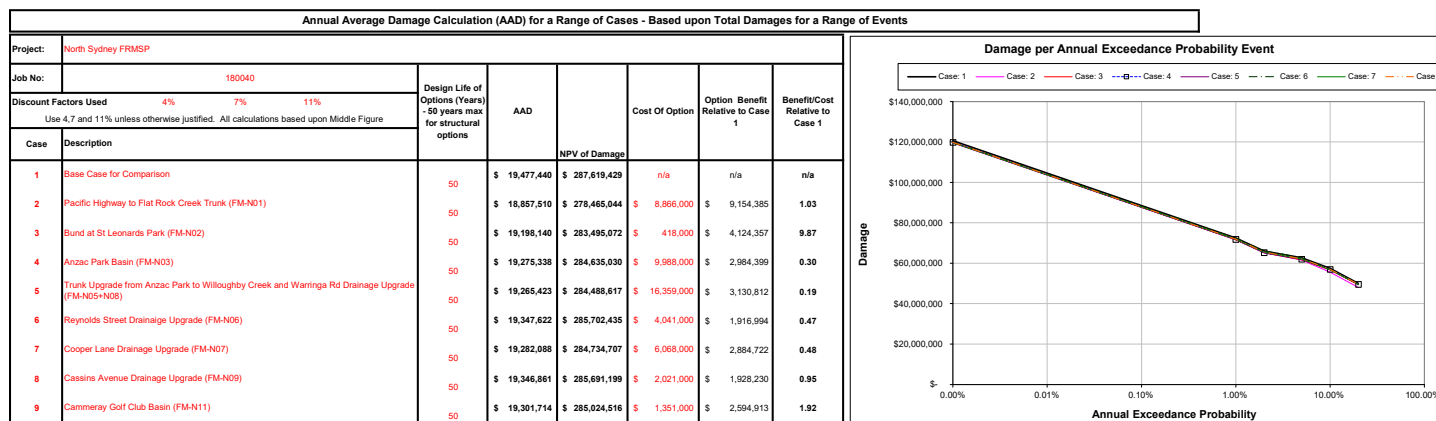 Annual Average Damage Calculation (AAD) for a Range of Cases - Based upon Total Damages for a Range of Events
Project: North Sydney FRMSP
Job No: 180040
Discount Factors Used 4% 7% 11%
Use 4,7 and 11% unless otherwise justified. All calculations based upon Middle Figure
Case Description
Design Life of
Options (Years)
- 50 years max
for structural
options
AAD
NPV of Damage
Cost Of Option
Option Benefit
Relative to Case
1
Benefit/Cost
Relative to
Case 1
1 Base Case for Comparison 50 $ 19,477,440 $ 287,619,429 n/a n/a n/a
2 Pacific Highway to Flat Rock Creek Trunk (FM-N01) 50 $ 18,857,510 $ 278,465,044 $ 8,866,000 $ 9,154,385 1.03
3 Bund at St Leonards Park (FM-N02) 50 $ 19,198,140 $ 283,495,072 $ 418,000 $ 4,124,357 9.87
4 Anzac Park Basin (FM-N03) 50 $ 19,275,338 $ 284,635,030 $ 9,988,000 $ 2,984,399 0.30
5 Trunk Upgrade from Anzac Park to Willoughby Creek and Warringa Rd Drainage Upgrade
(FM-N05+N08) 50 $ 19,265,423 $ 284,488,617 $ 16,359,000 $ 3,130,812 0.19
6 Reynolds Street Drainaige Upgrade (FM-N06) 50 $ 19,347,622 $ 285,702,435 $ 4,041,000 $ 1,916,994 0.47
7 Cooper Lane Drainage Upgrade (FM-N07) 50 $ 19,282,088 $ 284,734,707 $ 6,068,000 $ 2,884,722 0.48
8 Cassins Avenue Drainage Upgrade (FM-N09) 50 $ 19,346,861 $ 285,691,199 $ 2,021,000 $ 1,928,230 0.95
9 Cammeray Golf Club Basin (FM-N11) 50 $ 19,301,714 $ 285,024,516 $ 1,351,000 $ 2,594,913 1.92
Damage per Annual Exceedance Probability Event
Case: 1 Case: 2 Case: 3 Case: 4 Case: 5 Case: 6 Case: 7 Case
$140,000,000
$120,000,000
$100,000,000
$80,000,000
$60,000,000
$40,000,000
$20,000,000
$-
Damage
0.00% 0.01% 0.10% 1.00% 10.00% 100.00%
Annual Exceedance Probability